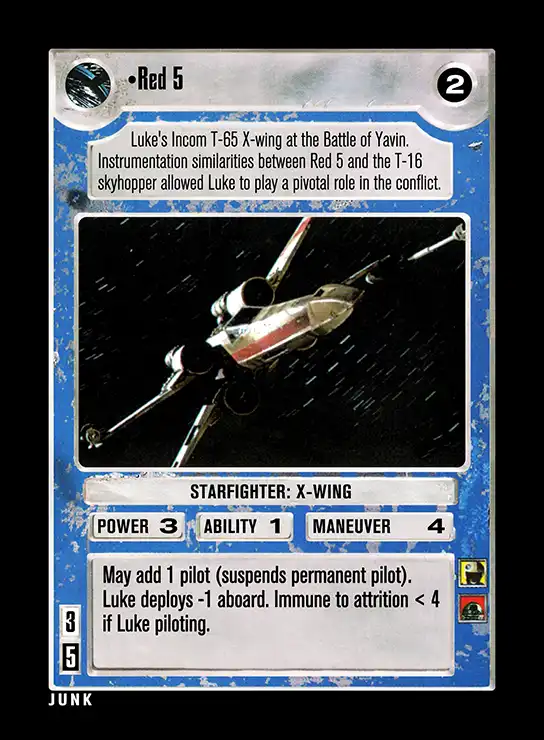 •Red 5
2
Luke's Incom T-65 X-wing at the Battle of Yavin.
Instrumentation similarities between Red 5 and the T-16
skyhopper allowed Luke to play a pivotal role in the conflict.
STARFIGHTER: X-WING
POWER 3 ABILITY 1 MANEUVER 4
May add 1 pilot (suspends permanent pilot).
Luke deploys -1 aboard. Immune to attrition < 4
if Luke piloting.
3
5
JUNK